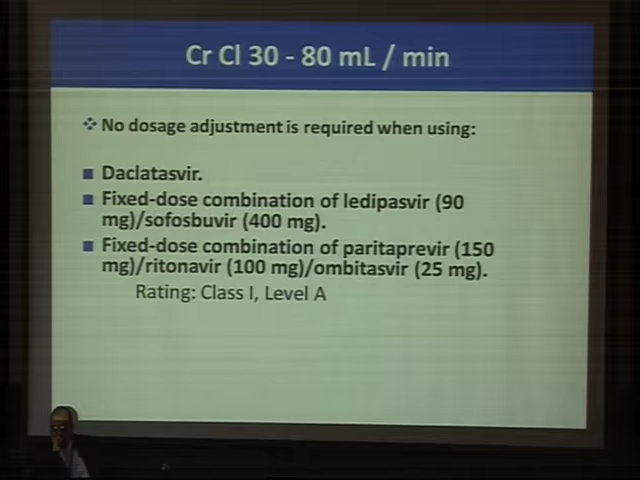 Cr Cl 30 - 80 mL / min
No dosage adjustment is required when using:
Daclatasvir.
Fixed-dose combination of ledipasvir (90
mg)/sofosbuvir (400 mg).
Fixed-dose combination of paritaprevir (150
mg)/ritonavir (100 mg)/ombitasvir (25 mg).
Rating: Class I, Level A